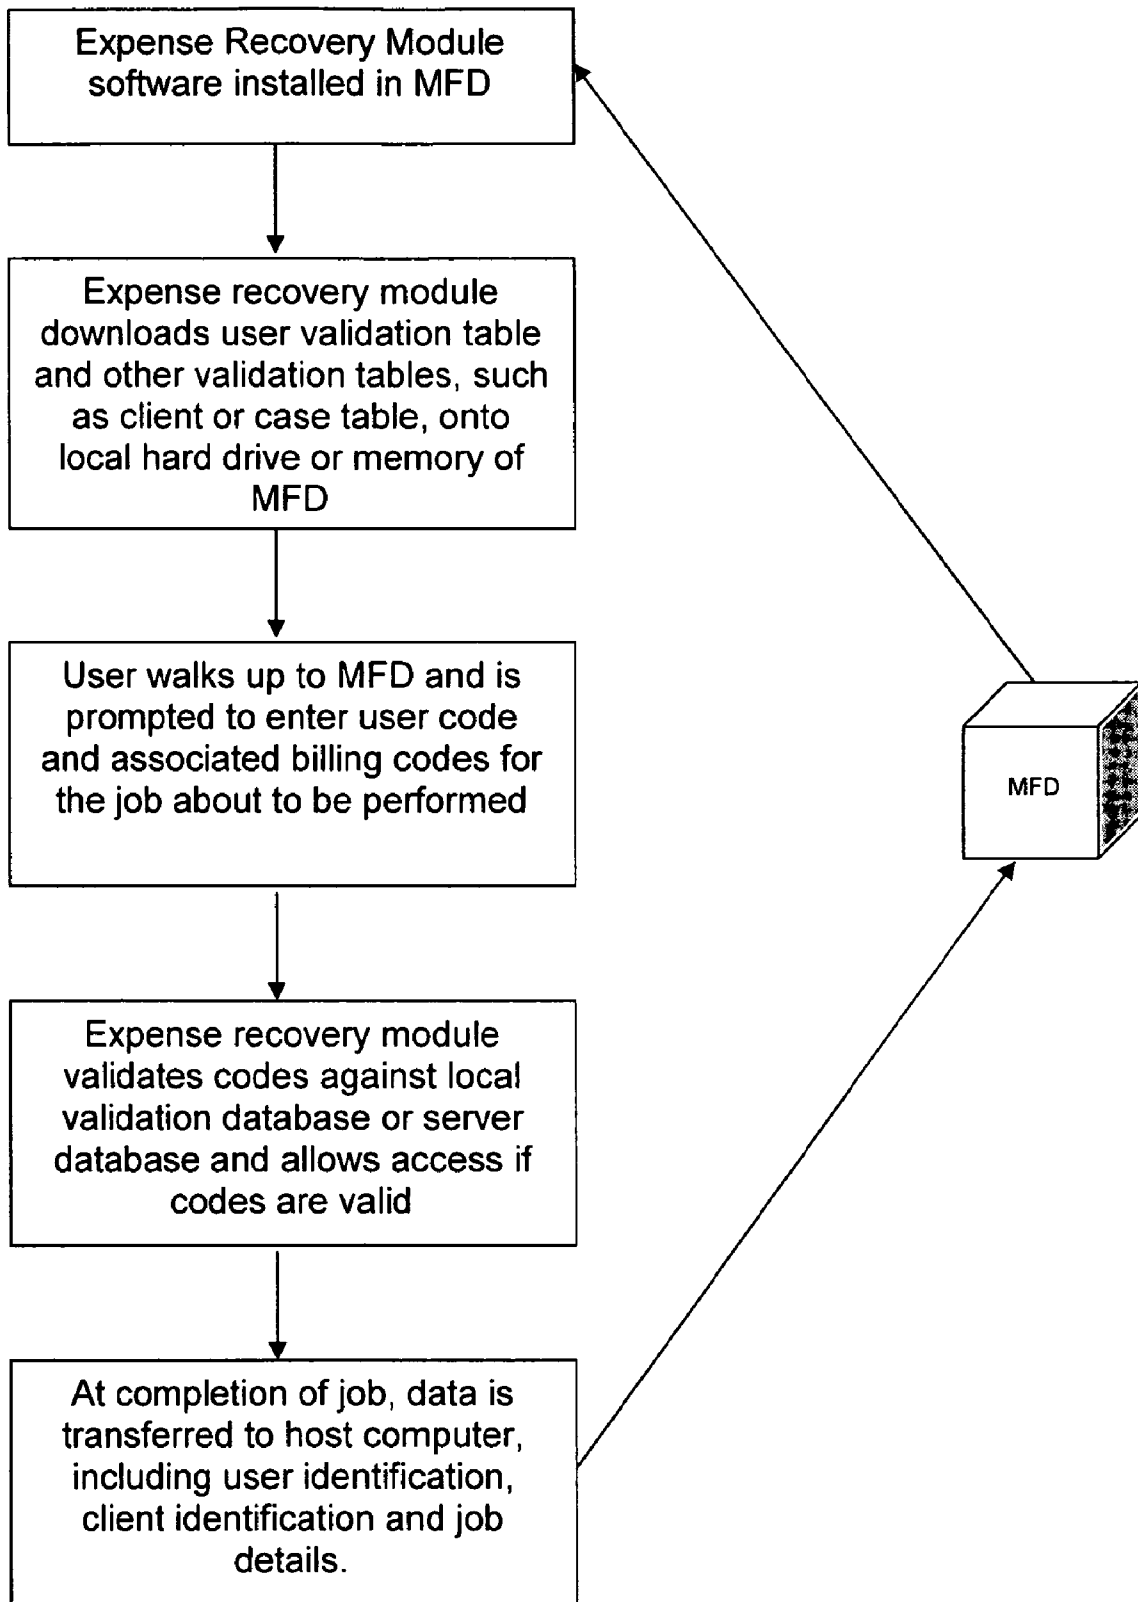 Expense Recovery Module
software installed in MFD
Expense recovery module
downloads user validation table
and other validation tables, such
as client or case table, onto
local hard drive or memory of
MFD
User walks up to MFD and is
prompted to enter user code
and associated billing codes for
the job about to be performed
MFD
Expense recovery module
validates codes against local
validation database or server
database and allows access if
codes are valid
At completion of job, data is
transferred to host computer,
including user identification,
client identification and job
details.